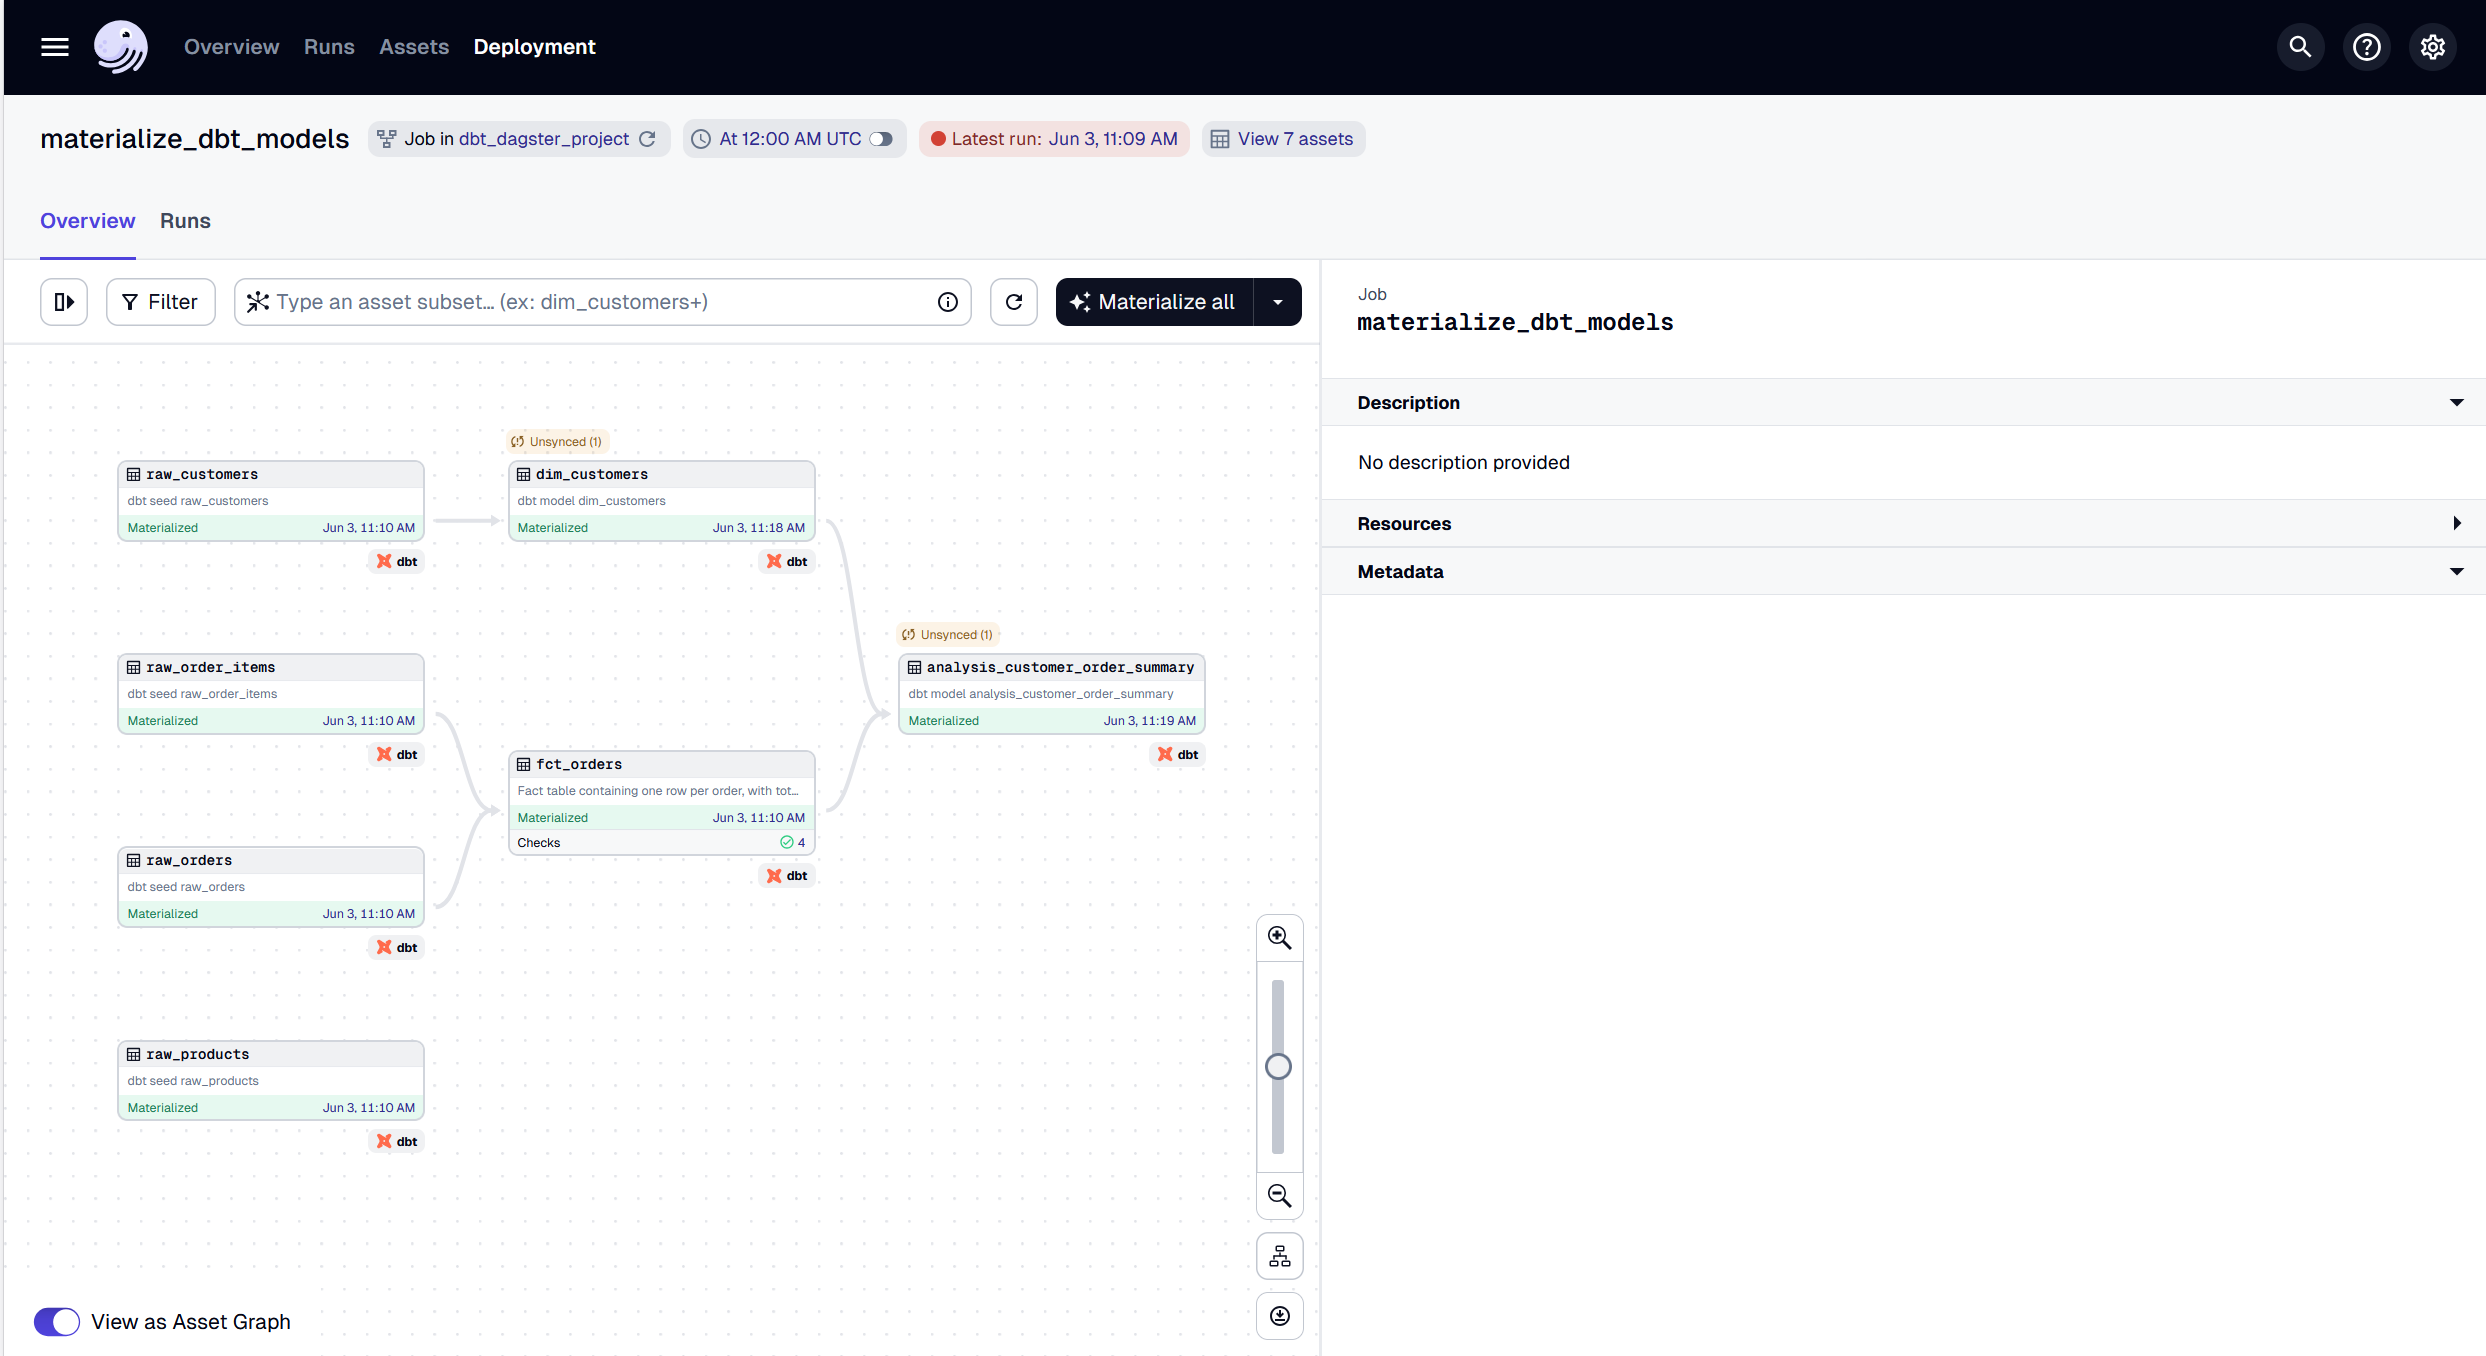 Overview Runs Assets Deployment
materialize_dbt_models Job in dbt_dagster_project At 12:00 AM UTC Latest run: Jun 3, 11:09 AM View 7 assets
Overview Runs
Filter Type an asset subset… (ex: dim_customers+) Materialize all
Unsynced (1)
raw_customers
dbt seed raw_customers
Materialized Jun 3, 11:10 AM
dbt
dim_customers
dbt model dim_customers
Materialized Jun 3, 11:18 AM
dbt
Unsynced (1)
raw_order_items
dbt seed raw_order_items
Materialized Jun 3, 11:10 AM
dbt
analysis_customer_order_summary
dbt model analysis_customer_order_summary
Materialized Jun 3, 11:19 AM
dbt
fct_orders
Fact table containing one row per order, with tot…
Materialized Jun 3, 11:10 AM
Checks 4
dbt
raw_orders
dbt seed raw_orders
Materialized Jun 3, 11:10 AM
dbt
raw_products
dbt seed raw_products
Materialized Jun 3, 11:10 AM
dbt
View as Asset Graph
Job
materialize_dbt_models
Description
No description provided
Resources
Metadata